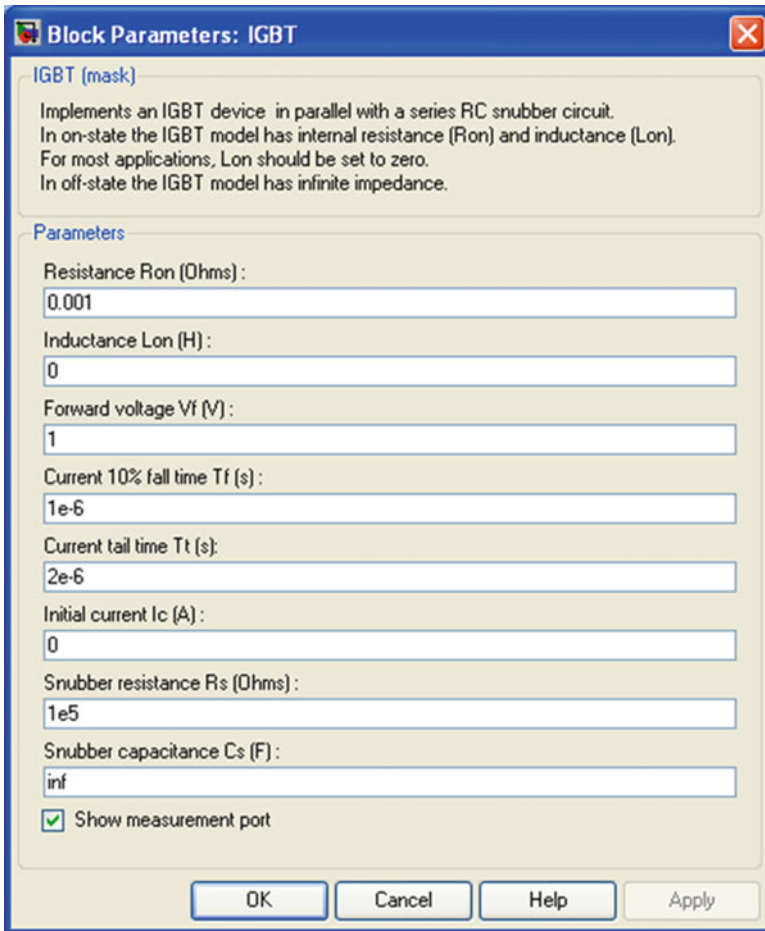 Block Parameters: IGBT
IGBT (mask)
Implements an IGBT device in parallel with a series RC snubber circuit.
In on-state the IGBT model has internal resistance (Ron) and inductance (Lon).
For most applications, Lon should be set to zero.
In off-state the IGBT model has infinite impedance.
Parameters
Resistance Ron (Ohms) :
0.001
Inductance Lon (H) :
0
Forward voltage Vf (V) :
1
Current 10% fall time Tf (s) :
1e-6
Current tail time Tt (s):
2e-6
Initial current Ic (A) :
0
Snubber resistance Rs (Ohms) :
1e5
Snubber capacitance Cs (F) :
inf
Show measurement port
OK Cancel Help Apply